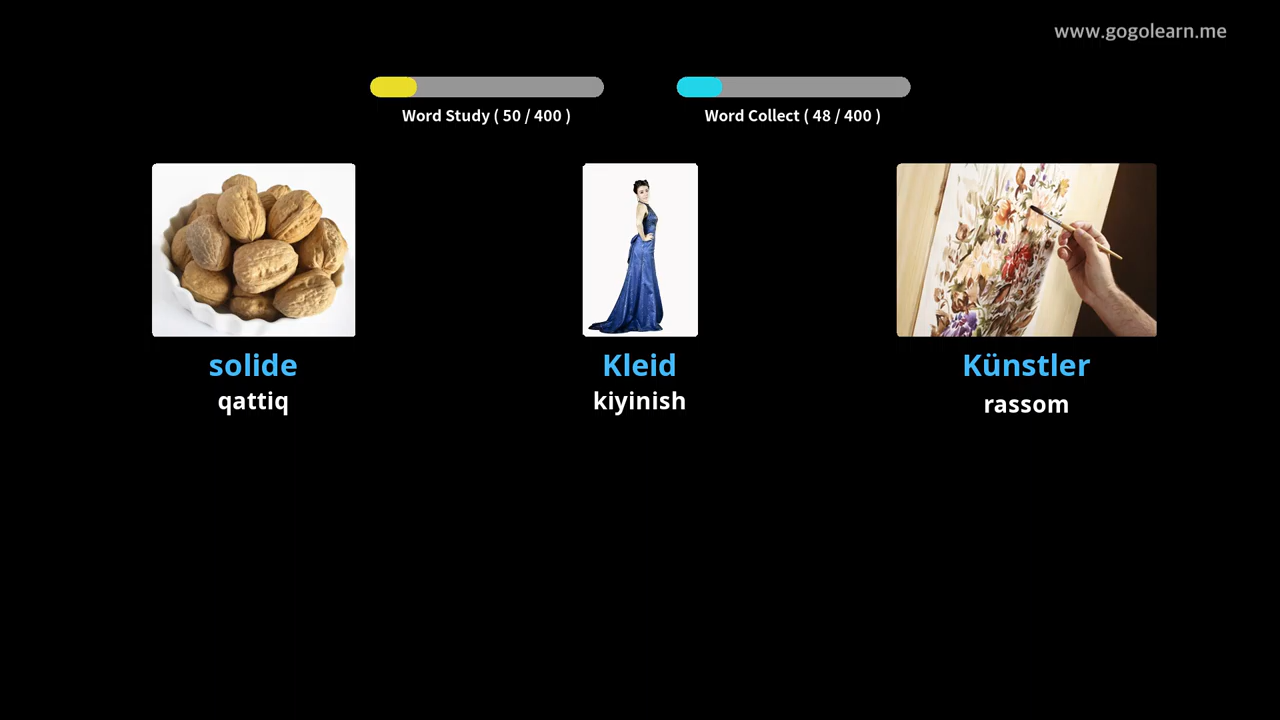 www.gogolearn.me
Word Study ( 50 / 400 )
Word Collect ( 48 / 400 )
solide
qattiq
Kleid
kiyinish
Künstler
rassom